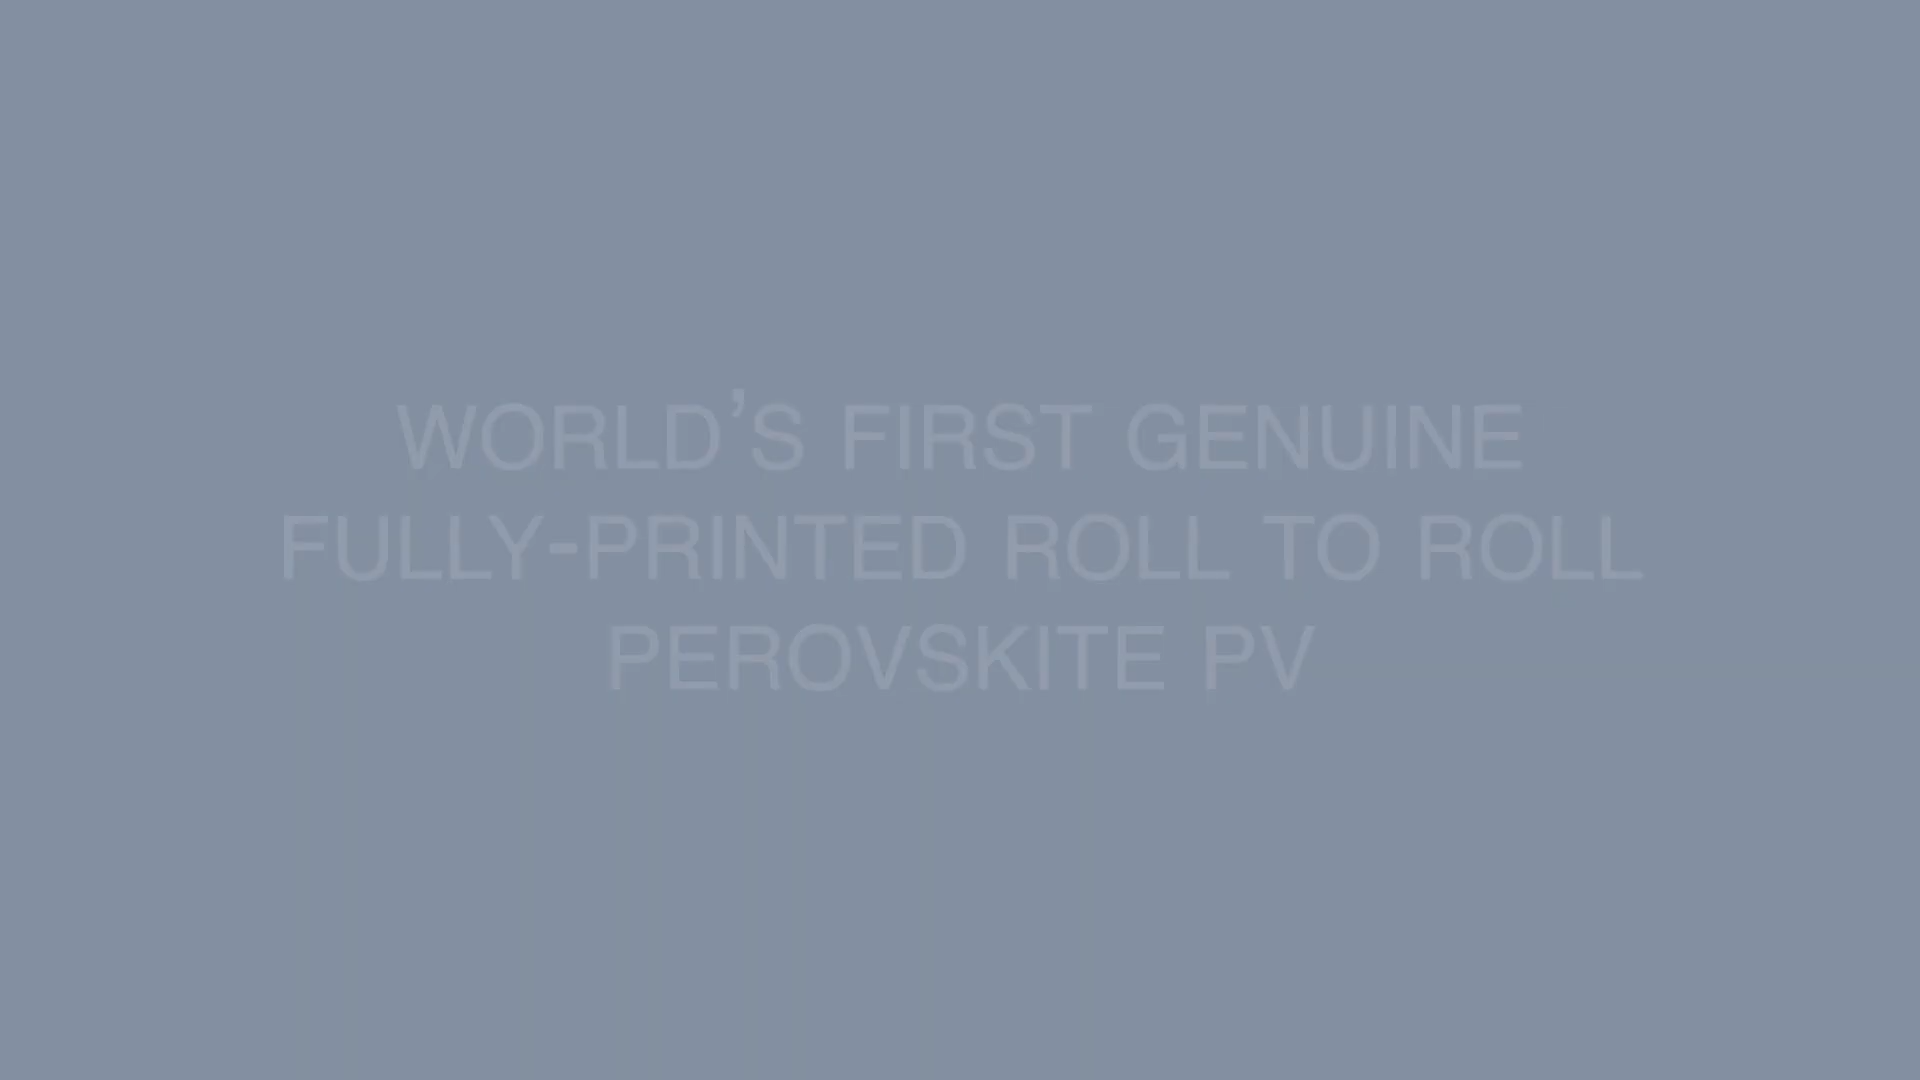 WORLD’S FIRST GENUINE
FULLY-PRINTED ROLL TO ROLL
PEROVSKITE PV